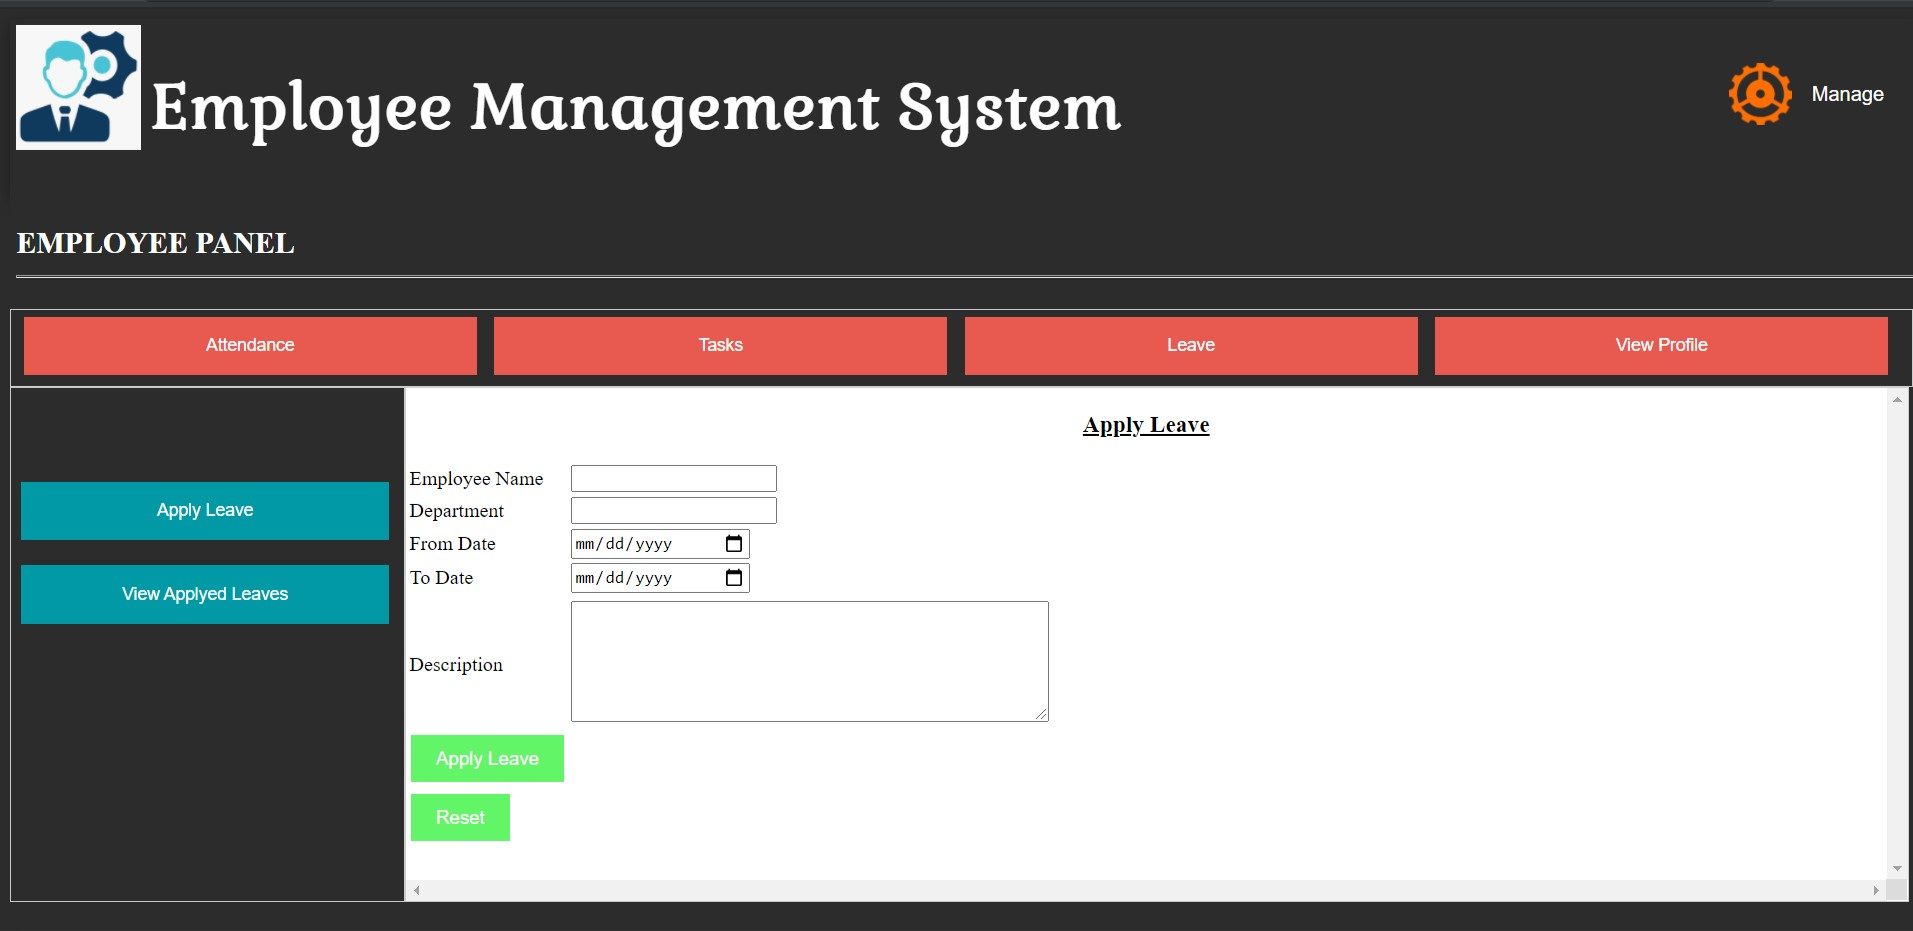 Employee Management System
Manage
EMPLOYEE PANEL
Attendance
Tasks
Leave
View Profile
Apply Leave
View Applyed Leaves
Apply Leave
Employee Name
Department
From Date mm/dd/yyyy
To Date mm/dd/yyyy
Description
Apply Leave
Reset